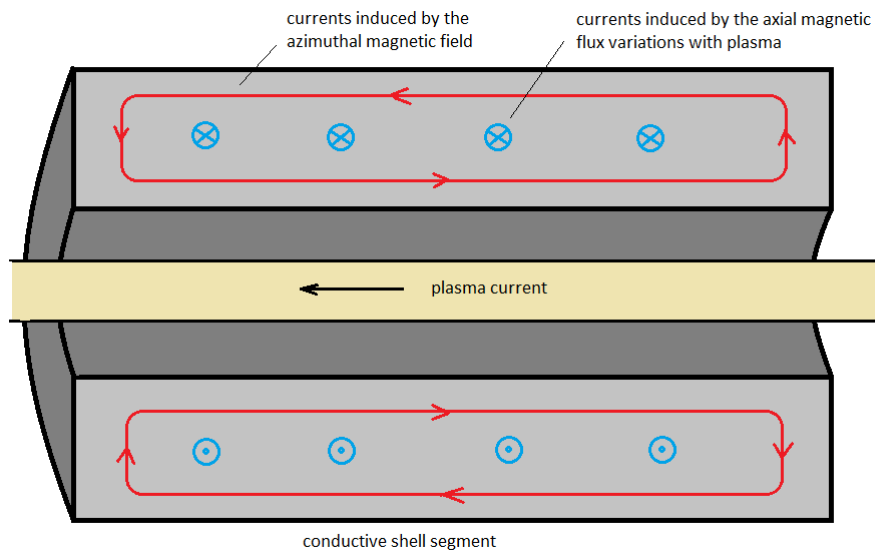 currents induced by the
azimuthal magnetic field
currents induced by the axial magnetic
flux variations with plasma
plasma current
conductive shell segment